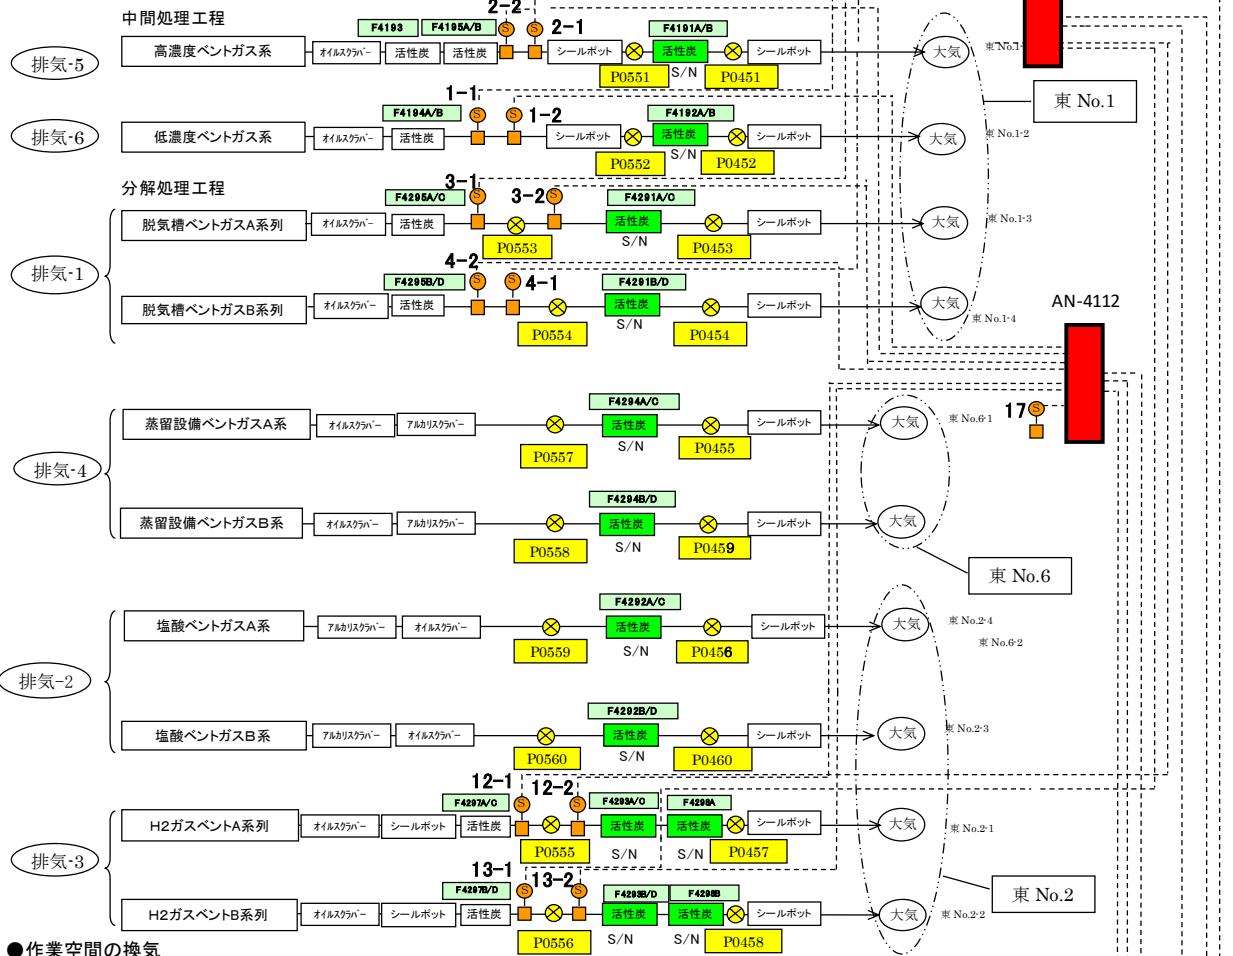 中間処理工程
F4193
F4195A/B
2-2
S
S
2-1
F4191A/B
排気-5
高濃度ベントガス系
オイルスクラバー
活性炭
活性炭
シールポット
活性炭
シールポット
大気
東 No.1-
P0551
S/N
P0451
東 No.1
1-1
F4194A/B
S
S
1-2
F4192A/B
排気-6
低濃度ベントガス系
オイルスクラバー
活性炭
シールポット
活性炭
シールポット
大気
東 No.1-2
P0552
S/N
P0452
分解処理工程
3-1
F4295A/C
S
3-2
S
F4291A/C
脱気槽ベントガスA系列
オイルスクラバー
活性炭
活性炭
シールポット
大気
東 No.1-3
P0553
S/N
P0453
排気-1
4-2
F4295B/D
S
S
4-1
F4291B/D
脱気槽ベントガスB系列
オイルスクラバー
活性炭
活性炭
シールポット
大気
東 No.1-4
P0554
S/N
P0454
AN-4112
F4294A/C
17
S
蒸留設備ベントガスA系
オイルスクラバー
アルカリスクラバー
活性炭
シールポット
大気
東 No.6-1
P0557
S/N
P0455
排気-4
F4294B/D
蒸留設備ベントガスB系
オイルスクラバー
アルカリスクラバー
活性炭
シールポット
大気
P0558
S/N
P0459
東 No.6
F4292A/C
塩酸ベントガスA系
アルカリスクラバー
オイルスクラバー
活性炭
シールポット
大気
東 No.2-4
東 No.6-2
P0559
S/N
P0456
排気-2
F4292B/D
塩酸ベントガスB系
アルカリスクラバー
オイルスクラバー
活性炭
シールポット
大気
東 No.2-3
P0560
S/N
P0460
12-1
12-2
F4297A/C
S
S
F4293A/C
F4298A
H2ガスベントA系列
オイルスクラバー
シールポット
活性炭
活性炭
活性炭
シールポット
大気
東 No.2-1
P0555
S/N
S/N
P0457
排気-3
13-1
13-2
F4297B/D
S
S
F4293B/D
F4298B
東 No.2
H2ガスベントB系列
オイルスクラバー
シールポット
活性炭
活性炭
活性炭
シールポット
大気
東 No.2-2
P0556
S/N
S/N
P0458
●作業空間の換気